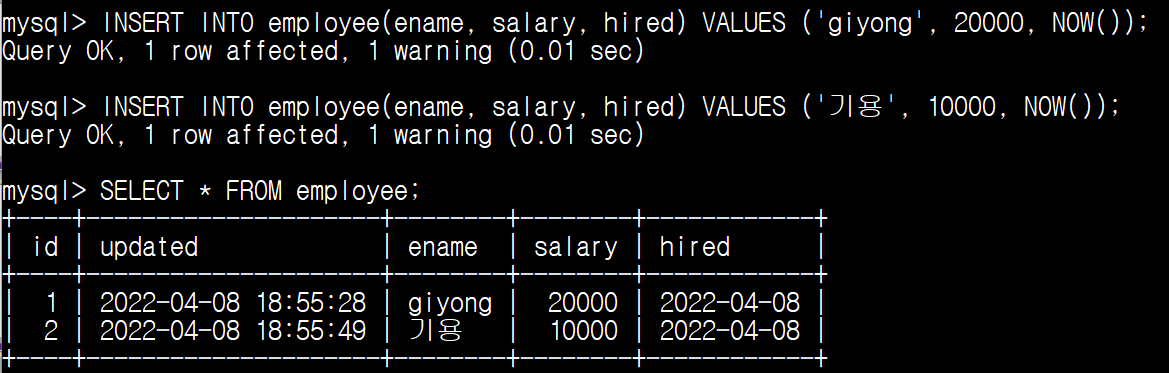 mysql> INSERT INTO employee(ename, salary, hired) VALUES ('giyong', 20000, NOW());
Query OK, 1 row affected, 1 warning (0.01 sec)
mysql> INSERT INTO employee(ename, salary, hired) VALUES ('기용', 10000, NOW());
Query OK, 1 row affected, 1 warning (0.01 sec)
mysql> SELECT * FROM employee;
+----+---------------------+--------+--------+------------+
| id | updated             | ename  | salary | hired      |
+----+---------------------+--------+--------+------------+
|  1 | 2022-04-08 18:55:28 | giyong |  20000 | 2022-04-08 |
|  2 | 2022-04-08 18:55:49 | 기용   |  10000 | 2022-04-08 |
+----+---------------------+--------+--------+------------+